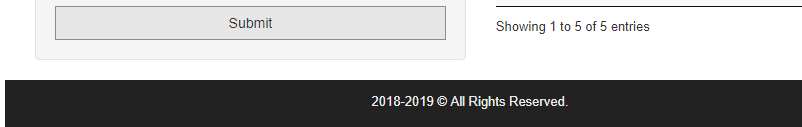 Submit
Showing 1 to 5 of 5 entries
2018-2019 © All Rights Reserved.